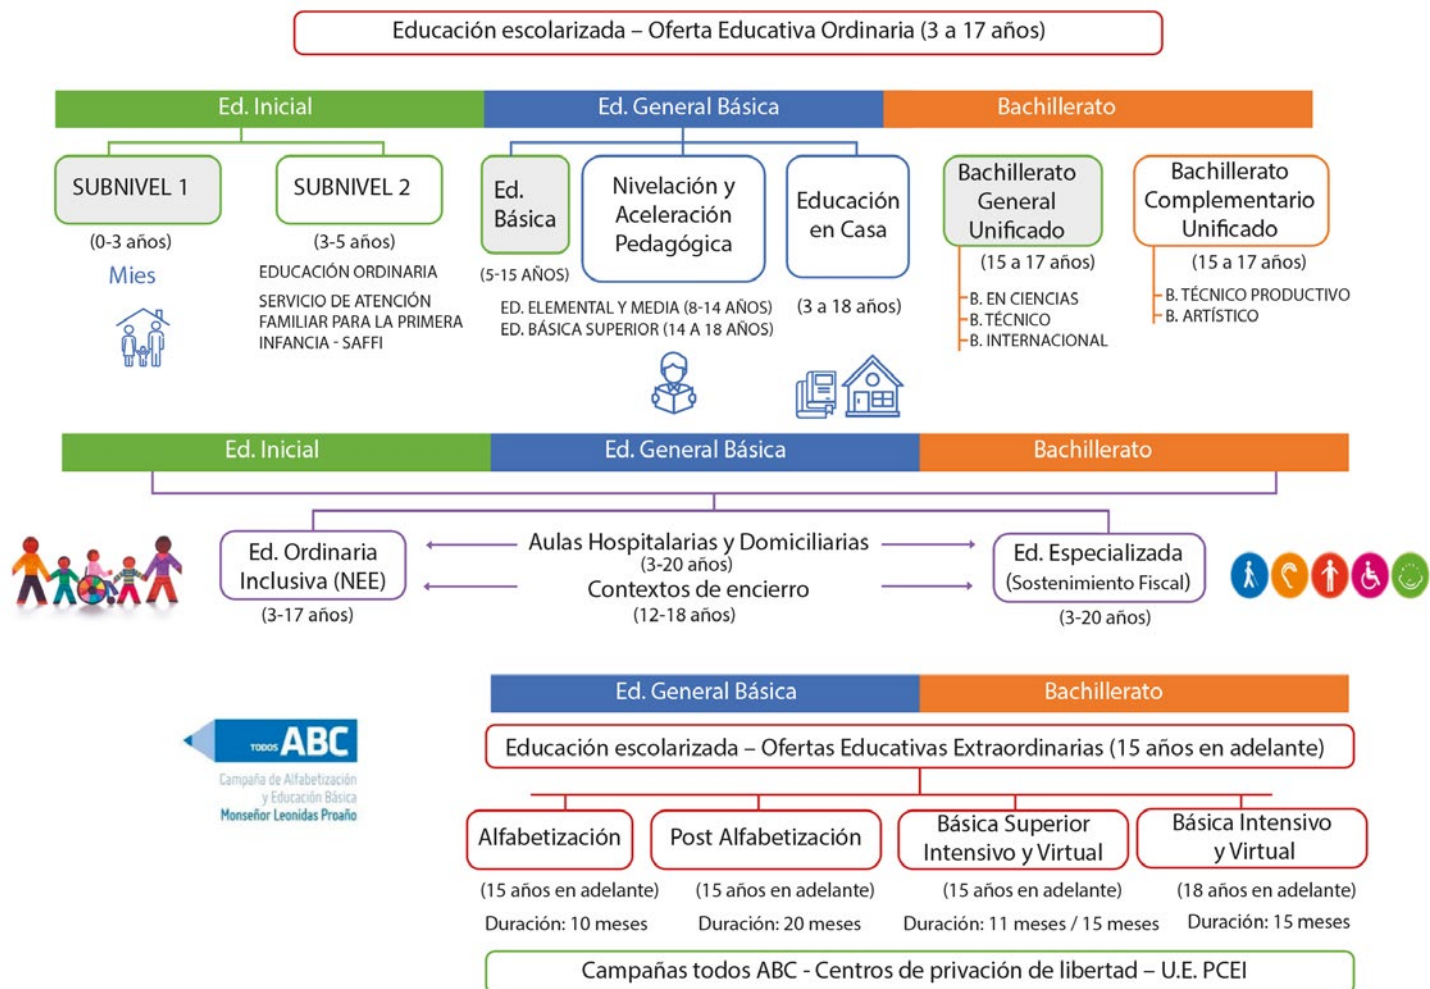 Educación escolarizada – Oferta Educativa Ordinaria (3 a 17 años)
Ed. Inicial
Ed. General Básica
Bachillerato
SUBNIVEL 1
(0-3 años)
Mies
SUBNIVEL 2
(3-5 años)
EDUCACIÓN ORDINARIA
SERVICIO DE ATENCIÓN
FAMILIAR PARA LA PRIMERA
INFANCIA - SAFFI
Ed.
Básica
(5-15 AÑOS)
Nivelación y
Aceleración
Pedagógica
ED. ELEMENTAL Y MEDIA (8-14 AÑOS)
ED. BÁSICA SUPERIOR (14 A 18 AÑOS)
Educación
en Casa
(3 a 18 años)
Bachillerato
General
Unificado
(15 a 17 años)
B. EN CIENCIAS
B. TÉCNICO
B. INTERNACIONAL
Bachillerato
Complementario
Unificado
(15 a 17 años)
B. TÉCNICO PRODUCTIVO
B. ARTÍSTICO
Ed. Inicial
Ed. General Básica
Bachillerato
Ed. Ordinaria
Inclusiva (NEE)
(3-17 años)
Aulas Hospitalarias y Domiciliarias
(3-20 años)
Contextos de encierro
(12-18 años)
Ed. Especializada
(Sostenimiento Fiscal)
(3-20 años)
Ed. General Básica
Bachillerato
TODOS ABC
Campaña de Alfabetización
y Educación Básica
Monseñor Leonidas Proaño
Educación escolarizada – Ofertas Educativas Extraordinarias (15 años en adelante)
Alfabetización
(15 años en adelante)
Duración: 10 meses
Post Alfabetización
(15 años en adelante)
Duración: 20 meses
Básica Superior
Intensivo y Virtual
(15 años en adelante)
Duración: 11 meses / 15 meses
Básica Intensivo
y Virtual
(18 años en adelante)
Duración: 15 meses
Campañas todos ABC - Centros de privación de libertad – U.E. PCEI